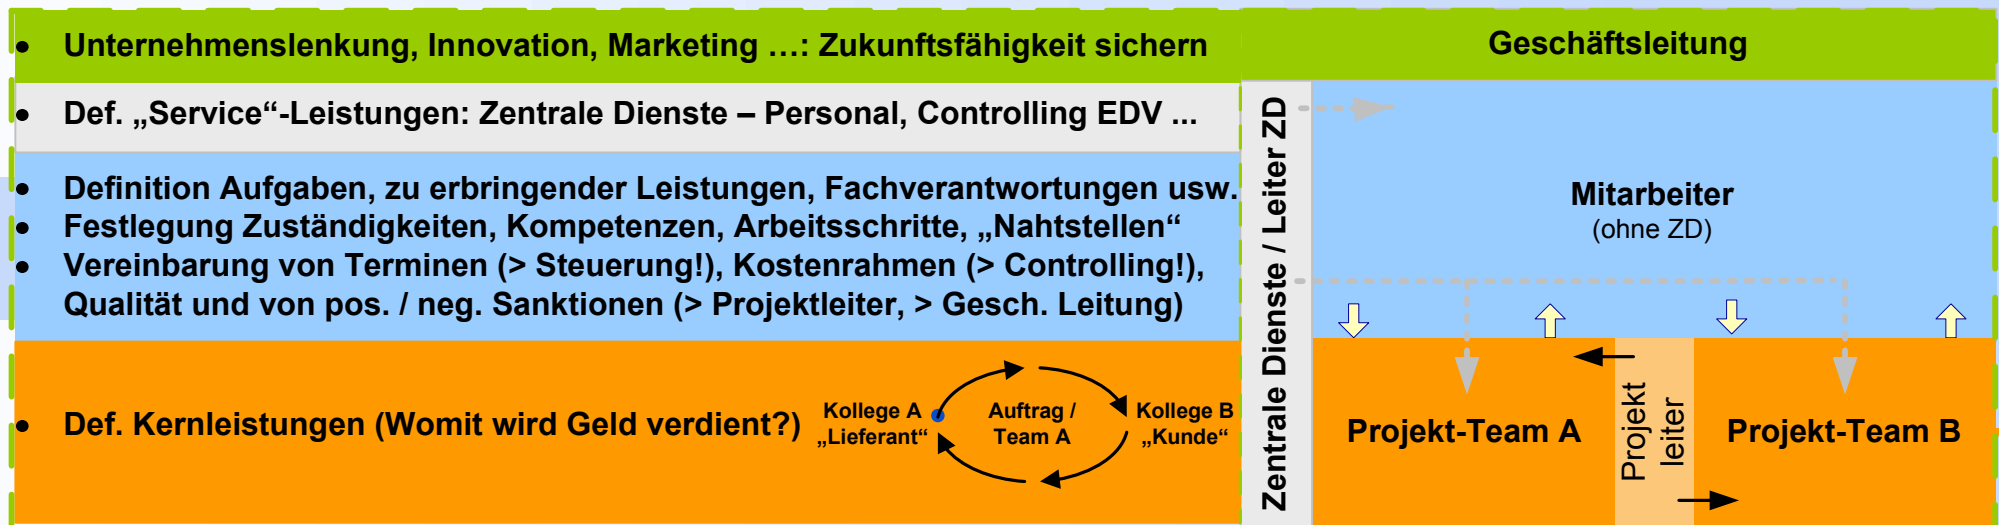 • Unternehmenslenkung, Innovation, Marketing …: Zukunftsfähigkeit sichern
• Def. „Service“-Leistungen: Zentrale Dienste – Personal, Controlling EDV ...
• Definition Aufgaben, zu erbringender Leistungen, Fachverantwortungen usw.
• Festlegung Zuständigkeiten, Kompetenzen, Arbeitsschritte, „Nahtstellen“
• Vereinbarung von Terminen (> Steuerung!), Kostenrahmen (> Controlling!),
Qualität und von pos. / neg. Sanktionen (> Projektleiter, > Gesch. Leitung)
• Def. Kernleistungen (Womit wird Geld verdient?)
Kollege A
„Lieferant“
Auftrag /
Team A
Kollege B
„Kunde“
Geschäftsleitung
Zentrale Dienste / Leiter ZD
Mitarbeiter
(ohne ZD)
Projekt-Team A
Projekt
leiter
Projekt-Team B